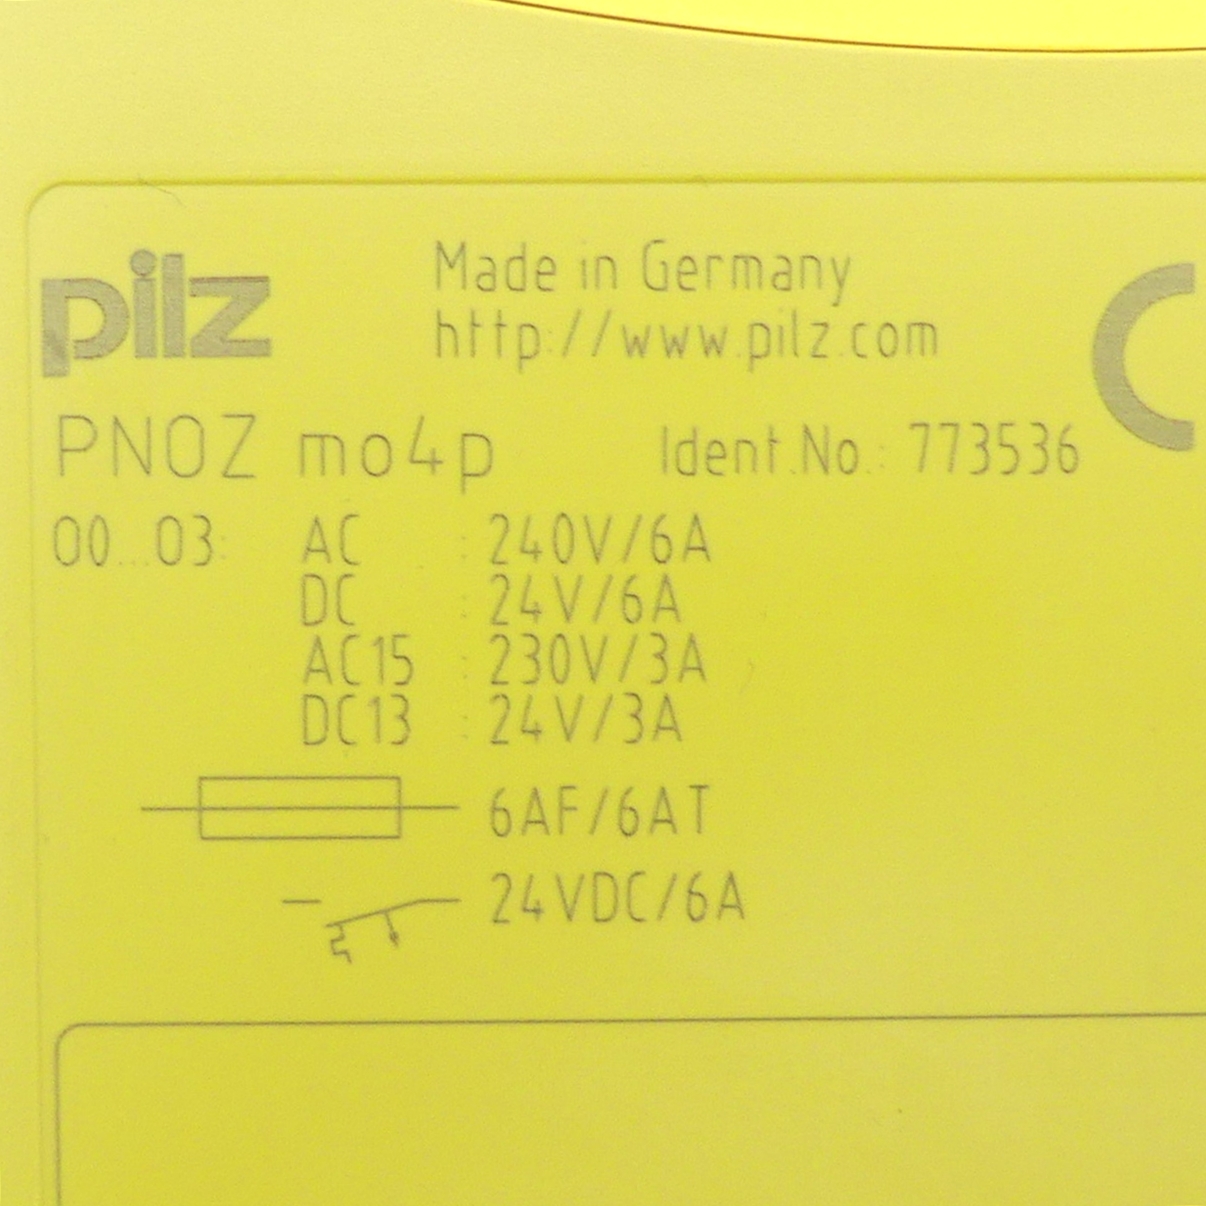 pilz
Made in Germany
http://www.pilz.com
PNOZ mo4p Ident.No.: 773536
00...03: AC : 240V/6A
DC : 24V/6A
AC15 : 230V/3A
DC13 : 24V/3A
6AF/6AT
24VDC/6A